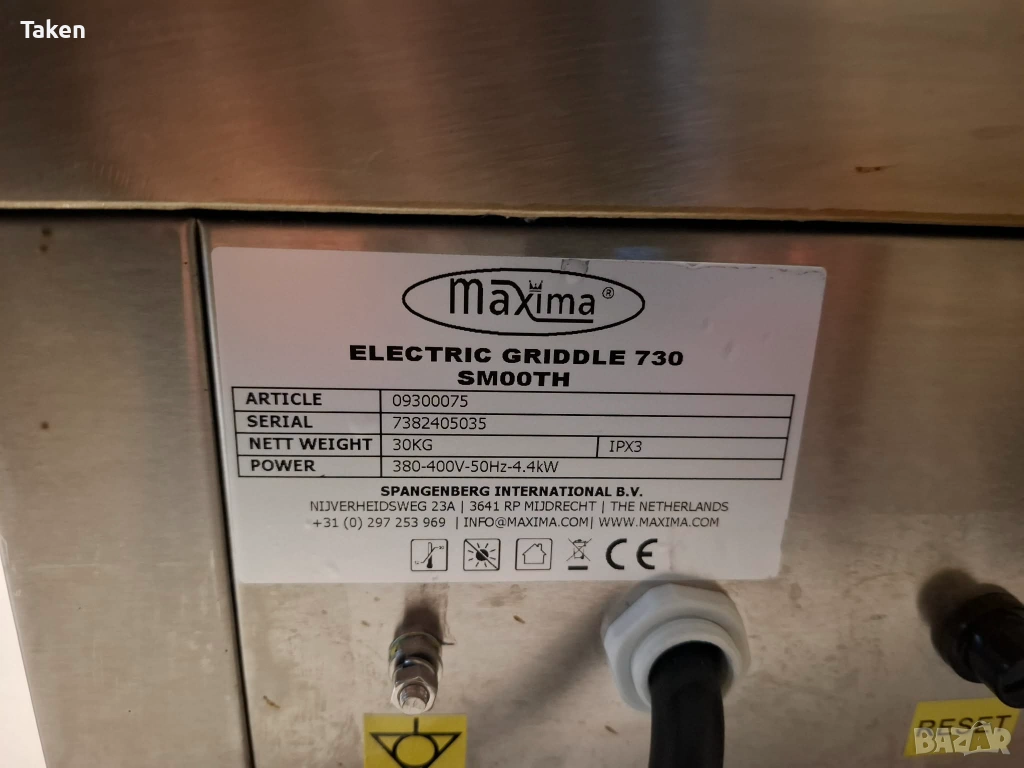 Taken
maxima®
ELECTRIC GRIDDLE 730
SM00TH
ARTICLE 09300075
SERIAL 7382405035
NETT WEIGHT 30KG IPX3
POWER 380-400V-50Hz-4.4kW
SPANGENBERG INTERNATIONAL B.V.
NIJVERHEIDSWEG 23A | 3641 RP MIJDRECHT | THE NETHERLANDS
+31 (0) 297 253 969 | INFO@MAXIMA.COM| WWW.MAXIMA.COM
CE
RESET
BAZAR